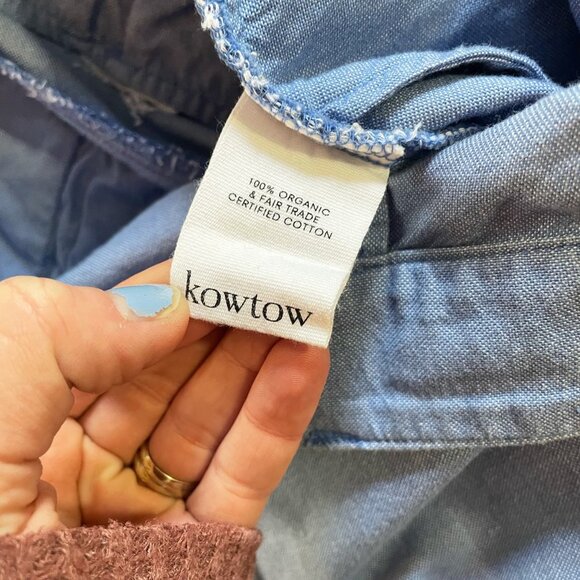 100% ORGANIC
& FAIR TRADE
CERTIFIED COTTON
kowtow